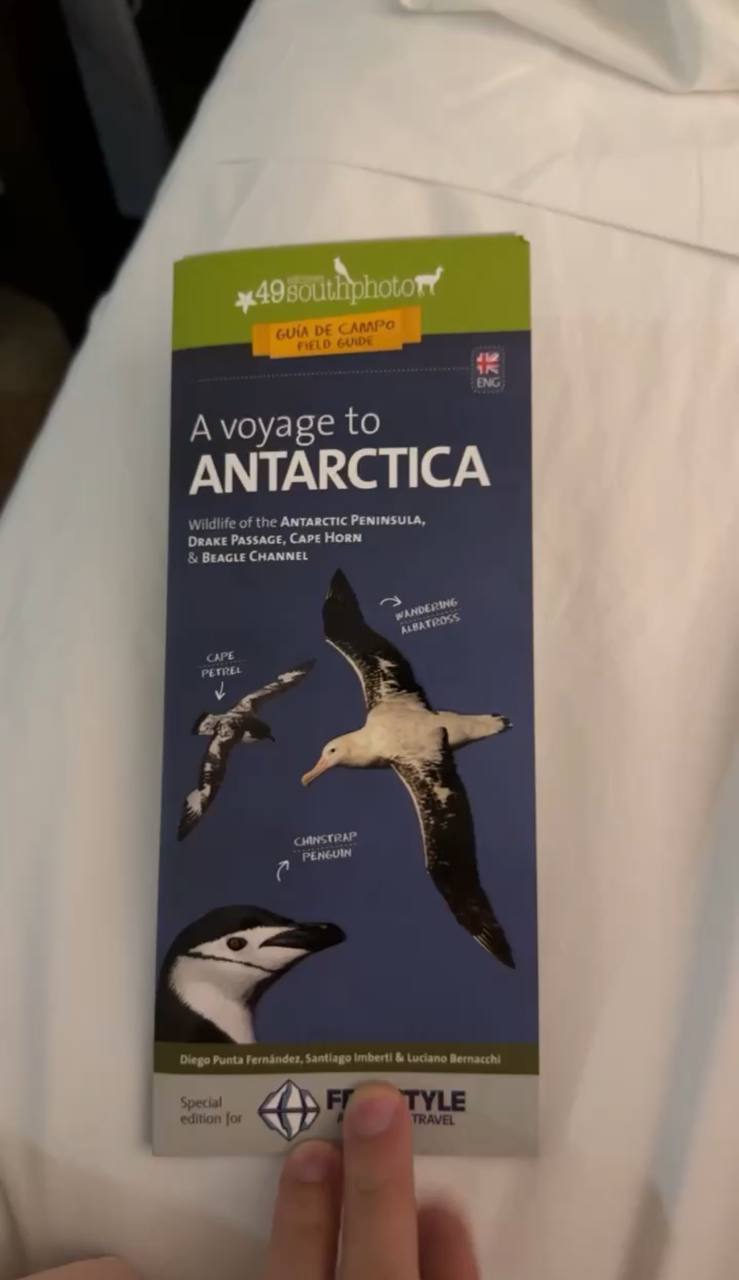 49southphoto
GUÍA DE CAMPO
FIELD GUIDE
ENG
A voyage to
ANTARCTICA
Wildlife of the ANTARCTIC PENINSULA,
DRAKE PASSAGE, CAPE HORN
& BEAGLE CHANNEL
WANDERING
ALBATROSS
CAPE
PETREL
CHINSTRAP
PENGUIN
Diego Punta Fernández, Santiago Imberti & Luciano Bernacchi
Special
edition for
TRAVEL